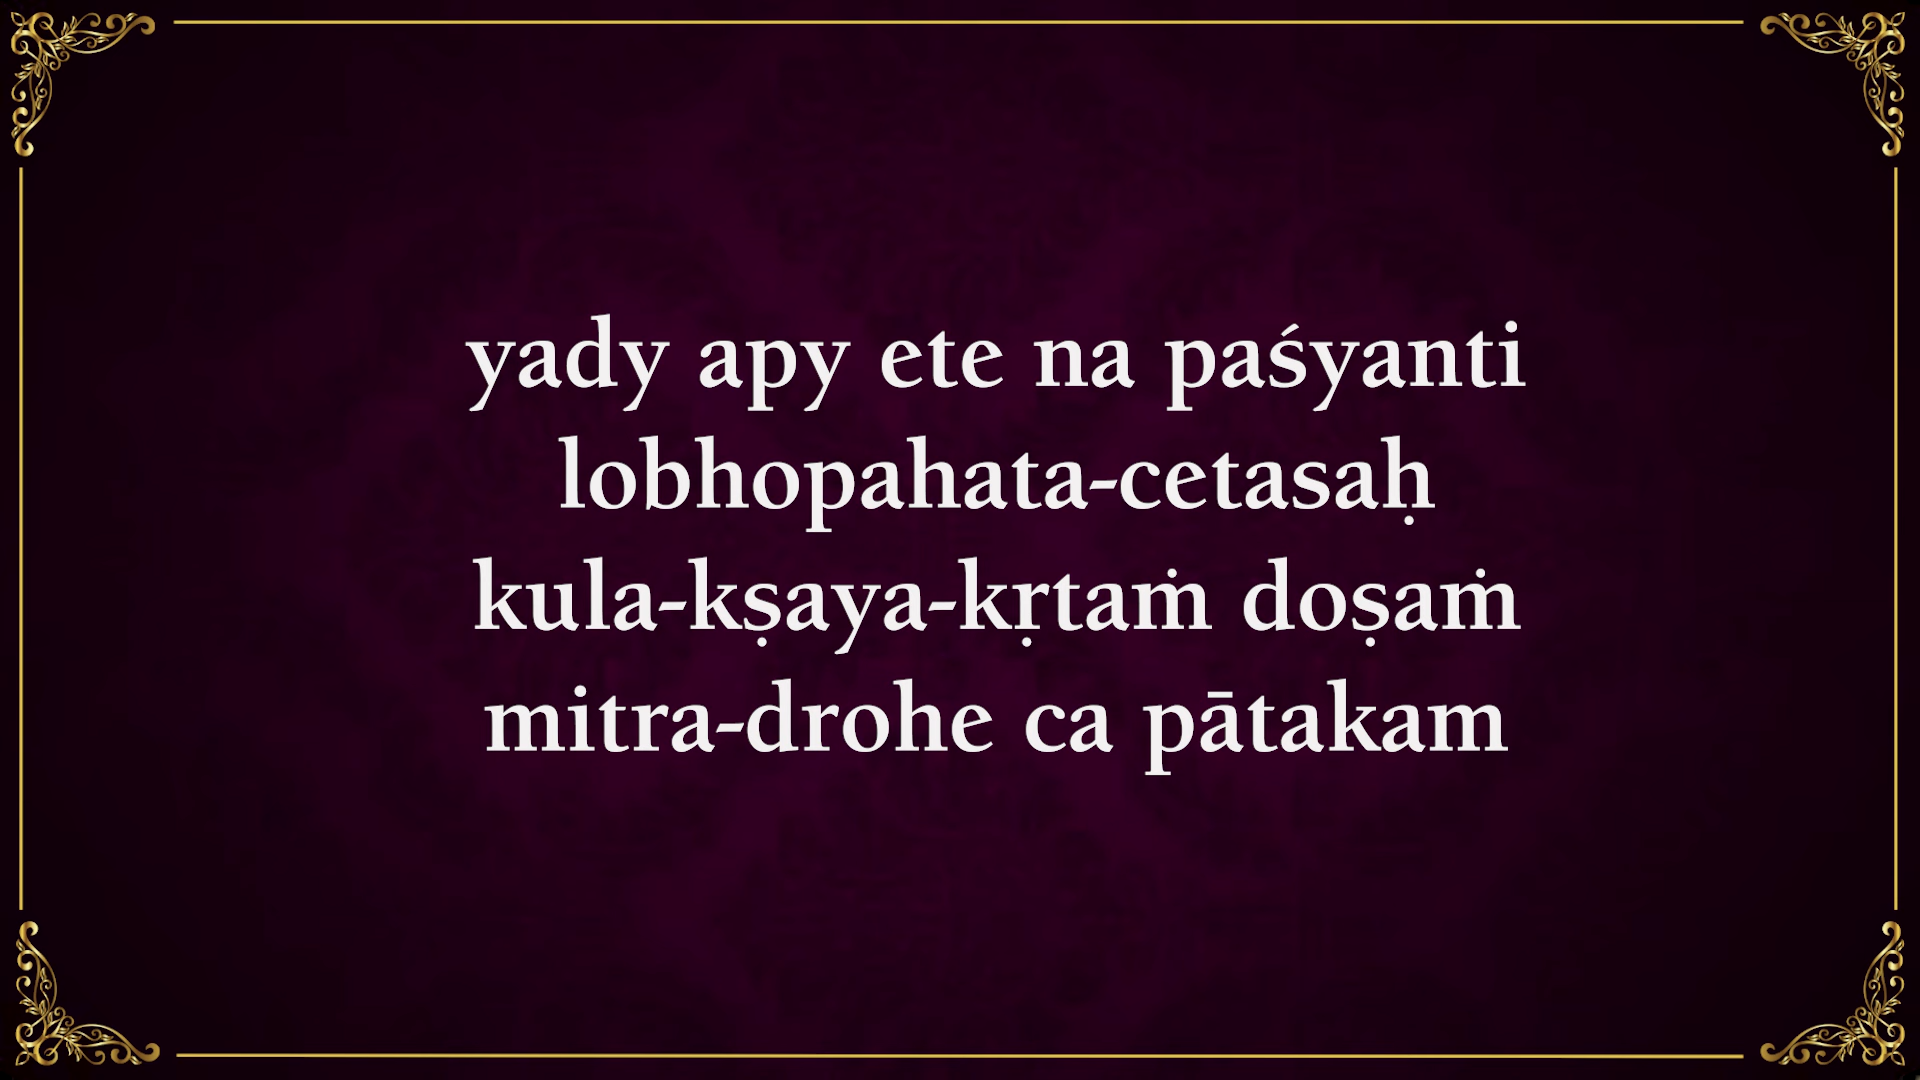 yady apy ete na paśyanti
lobhopahata-cetasaḥ
kula-kṣaya-kṛtaṁ doṣaṁ
mitra-drohe ca pātakam